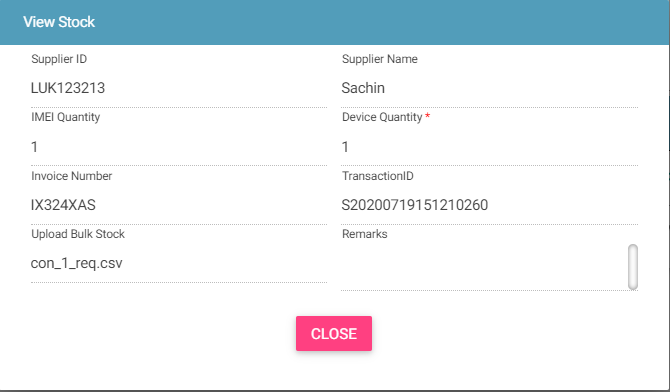 View Stock
Supplier ID Supplier Name
LUK123213 Sachin
IMEI Quantity Device Quantity *
1 1
Invoice Number TransactionID
IX324XAS S20200719151210260
Upload Bulk Stock Remarks
con_1_req.csv
CLOSE